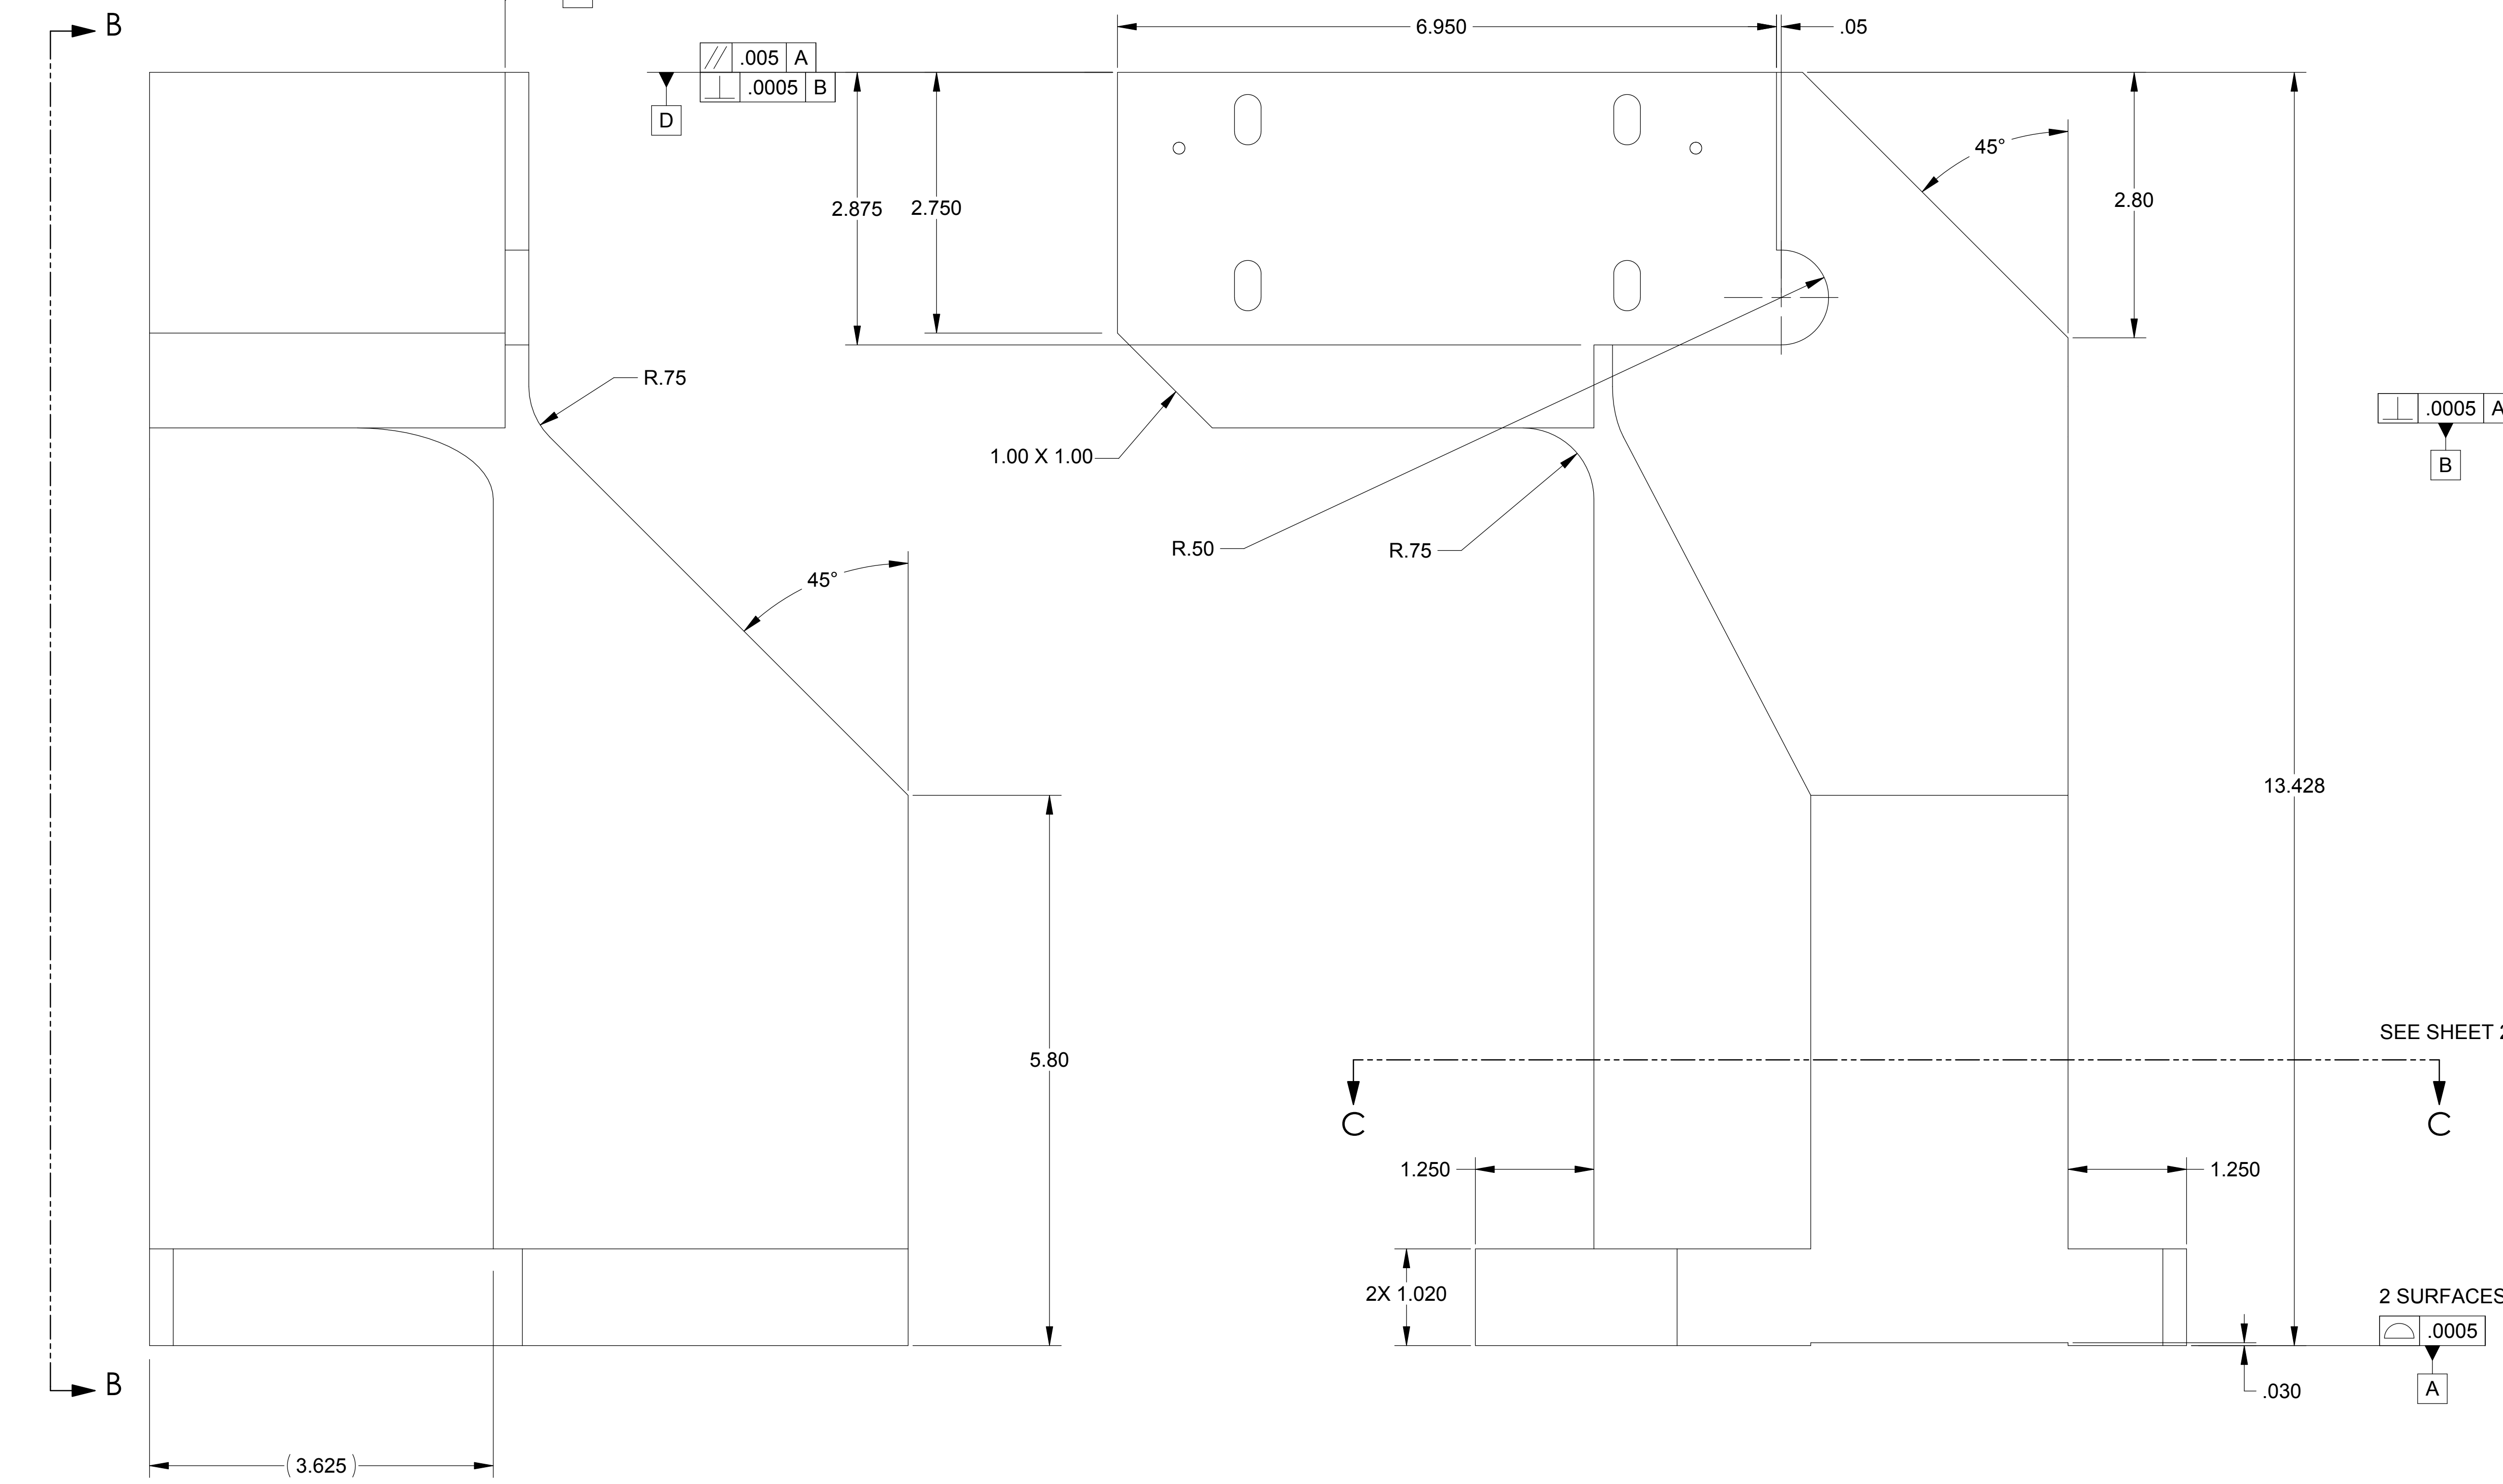 B
6.950
.05
// .005 A
⊥ .0005 B
D
45°
2.875
2.750
2.80
R.75
⊥ .0005 A
B
1.00 X 1.00
R.50
R.75
45°
13.428
5.80
SEE SHEET 2
C
C
1.250
1.250
2X 1.020
2 SURFACES
⌓ .0005
A
.030
B
(3.625)